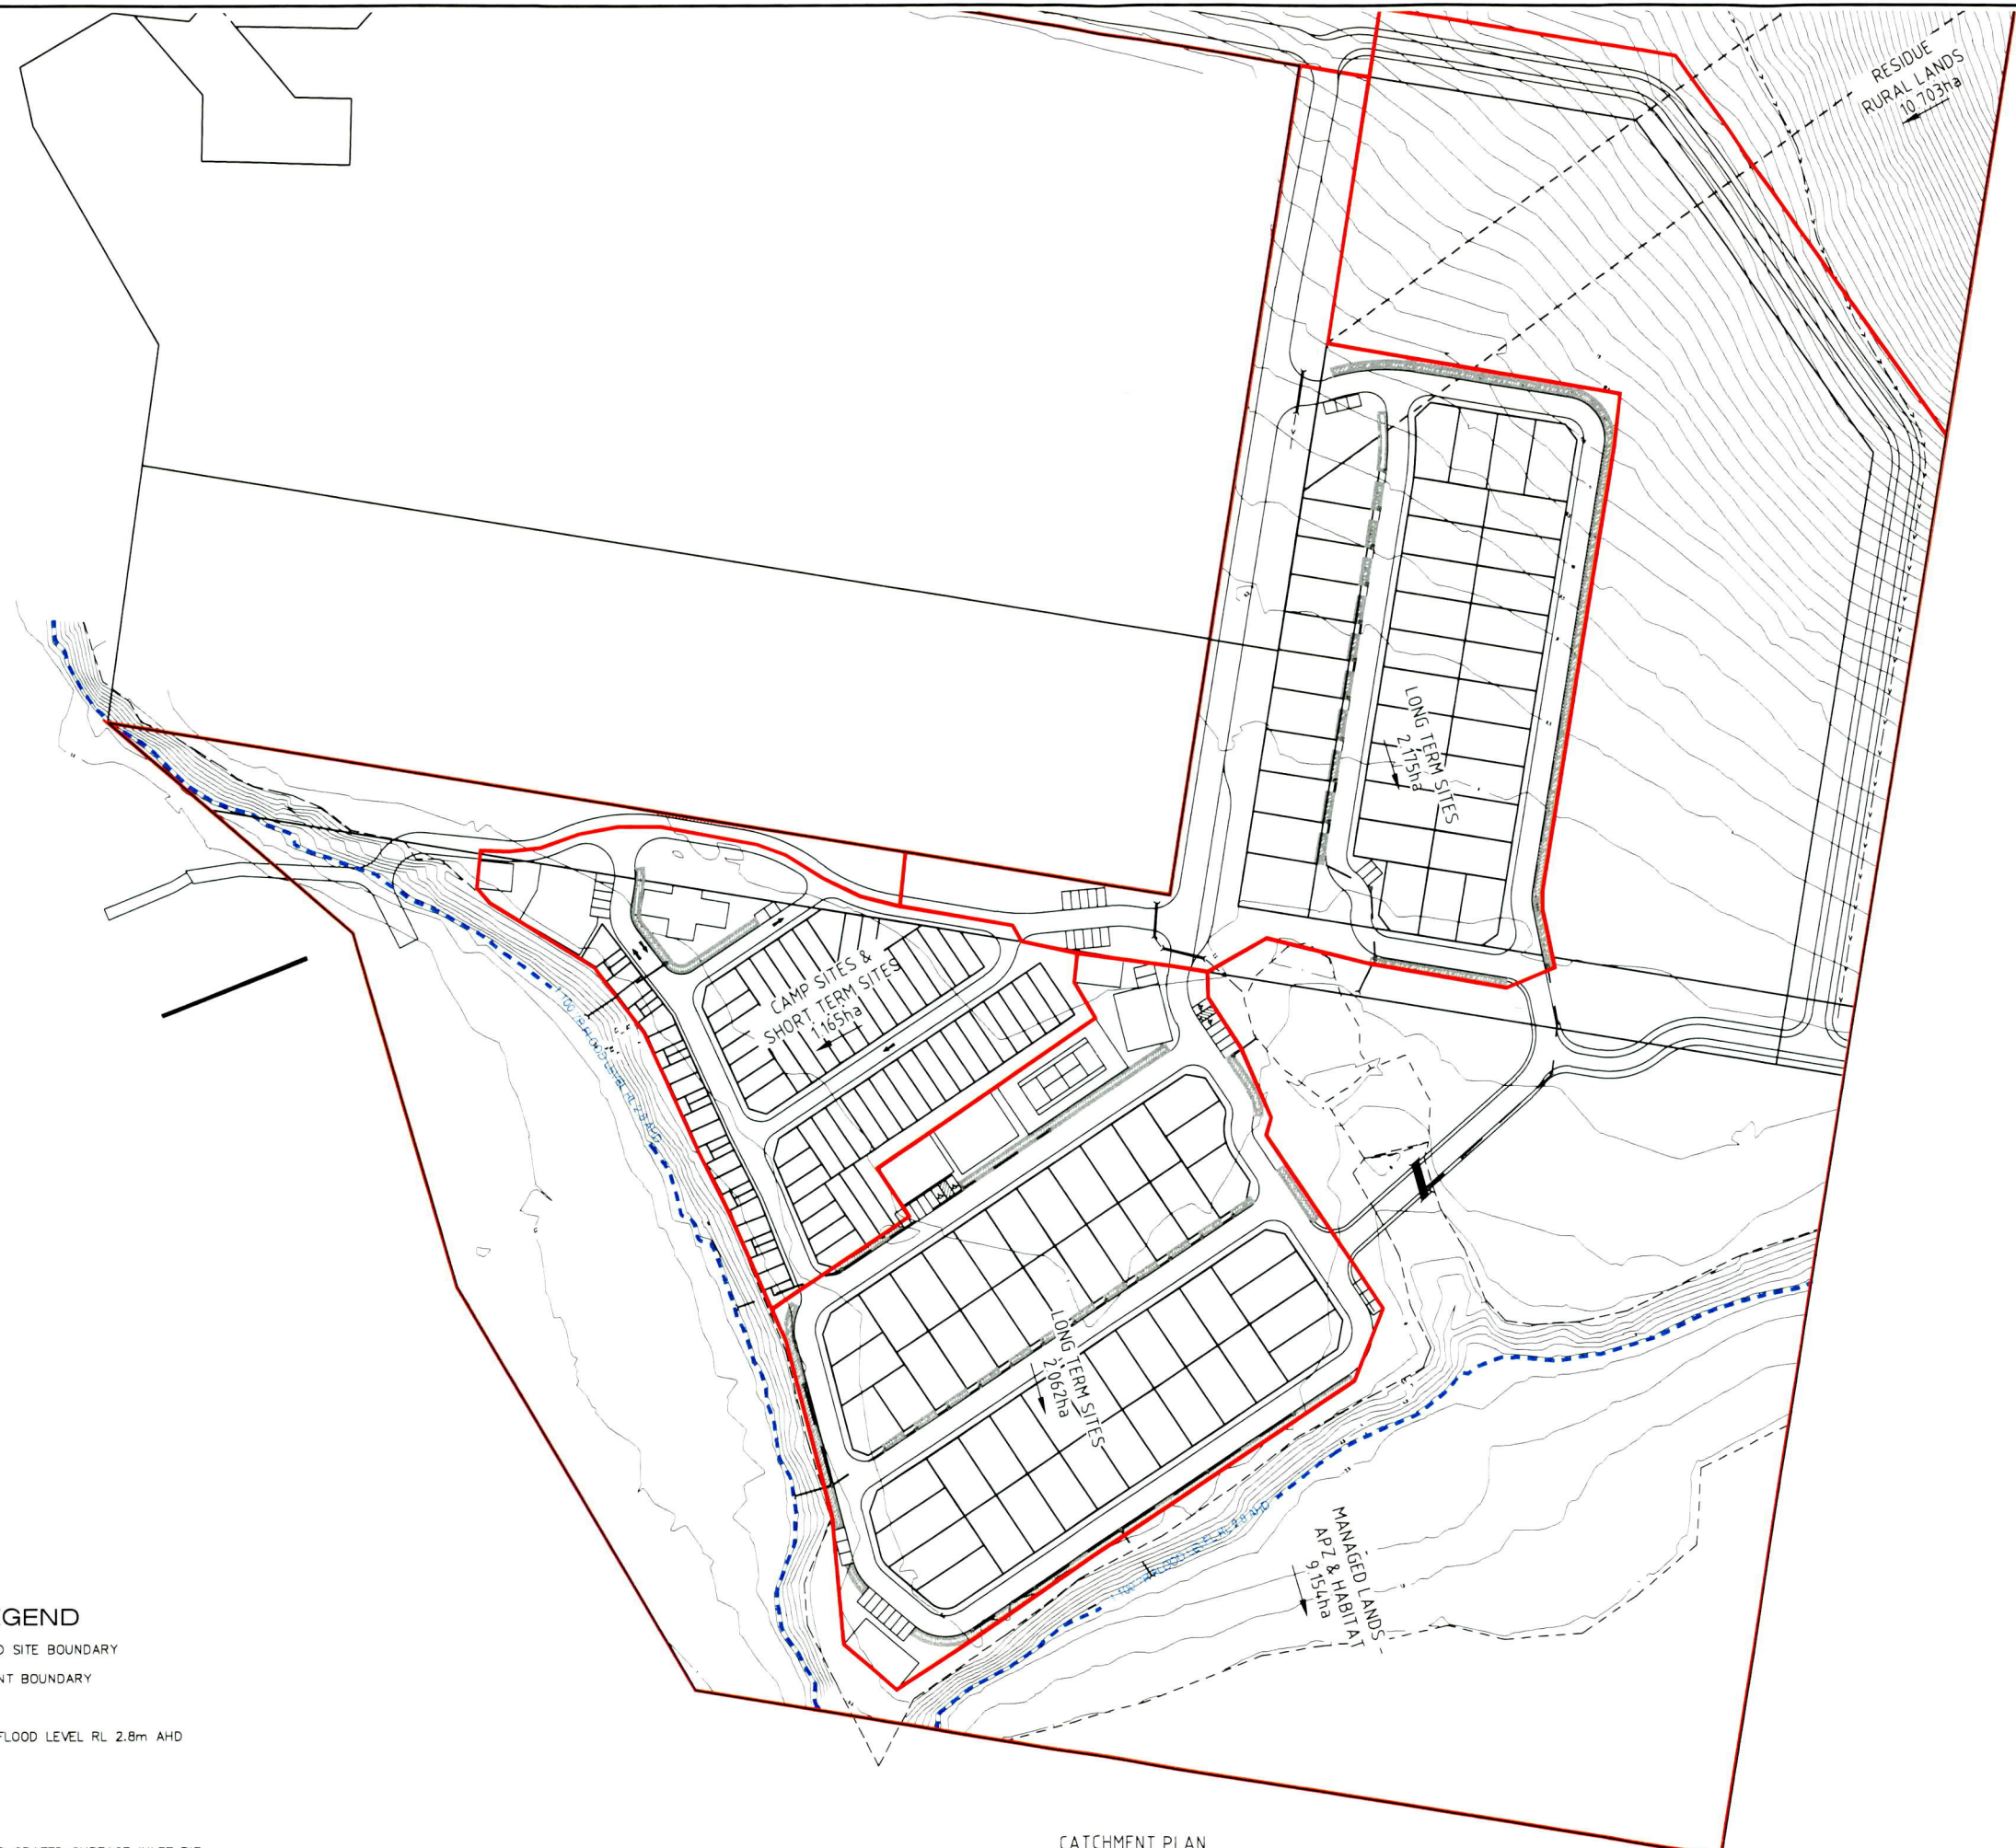 RESIDUE
RURAL LANDS
10.703ha
LONG TERM SITES
2.175ha
CAMP SITES &
SHORT TERM SITES
1.165ha
LONG TERM SITES
2.062ha
MANAGED LANDS
APZ & HABITAT
9.154ha
GEND
SITE BOUNDARY
NT BOUNDARY
FLOOD LEVEL RL 2.8m AHD
CATCHMENT PLAN